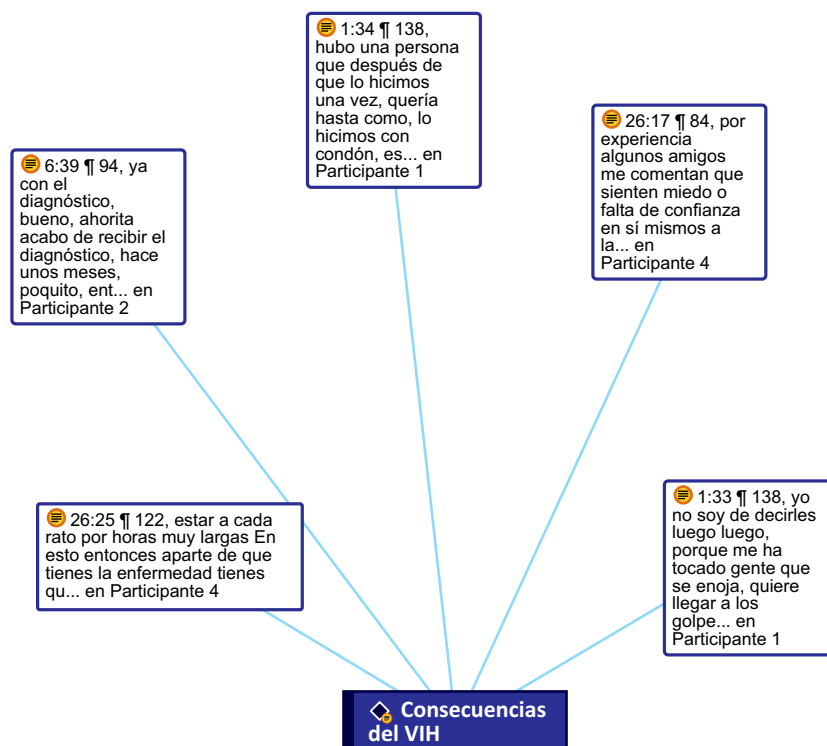 1:34 ¶ 138,
hubo una persona
que después de
que lo hicimos
una vez, quería
hasta como, lo
hicimos con
condón, es... en
Participante 1
26:17 ¶ 84, por
experiencia
algunos amigos
me comentan que
sienten miedo o
falta de confianza
en sí mismos a
la... en
Participante 4
6:39 ¶ 94, ya
con el
diagnóstico,
bueno, ahorita
acabo de recibir el
diagnóstico, hace
unos meses,
poquito, ent... en
Participante 2
26:25 ¶ 122, estar a cada
rato por horas muy largas En
esto entonces aparte de que
tienes la enfermedad tienes
qu... en Participante 4
1:33 ¶ 138, yo
no soy de decirles
luego luego,
porque me ha
tocado gente que
se enoja, quiere
llegar a los
golpe... en
Participante 1
Consecuencias
del VIH